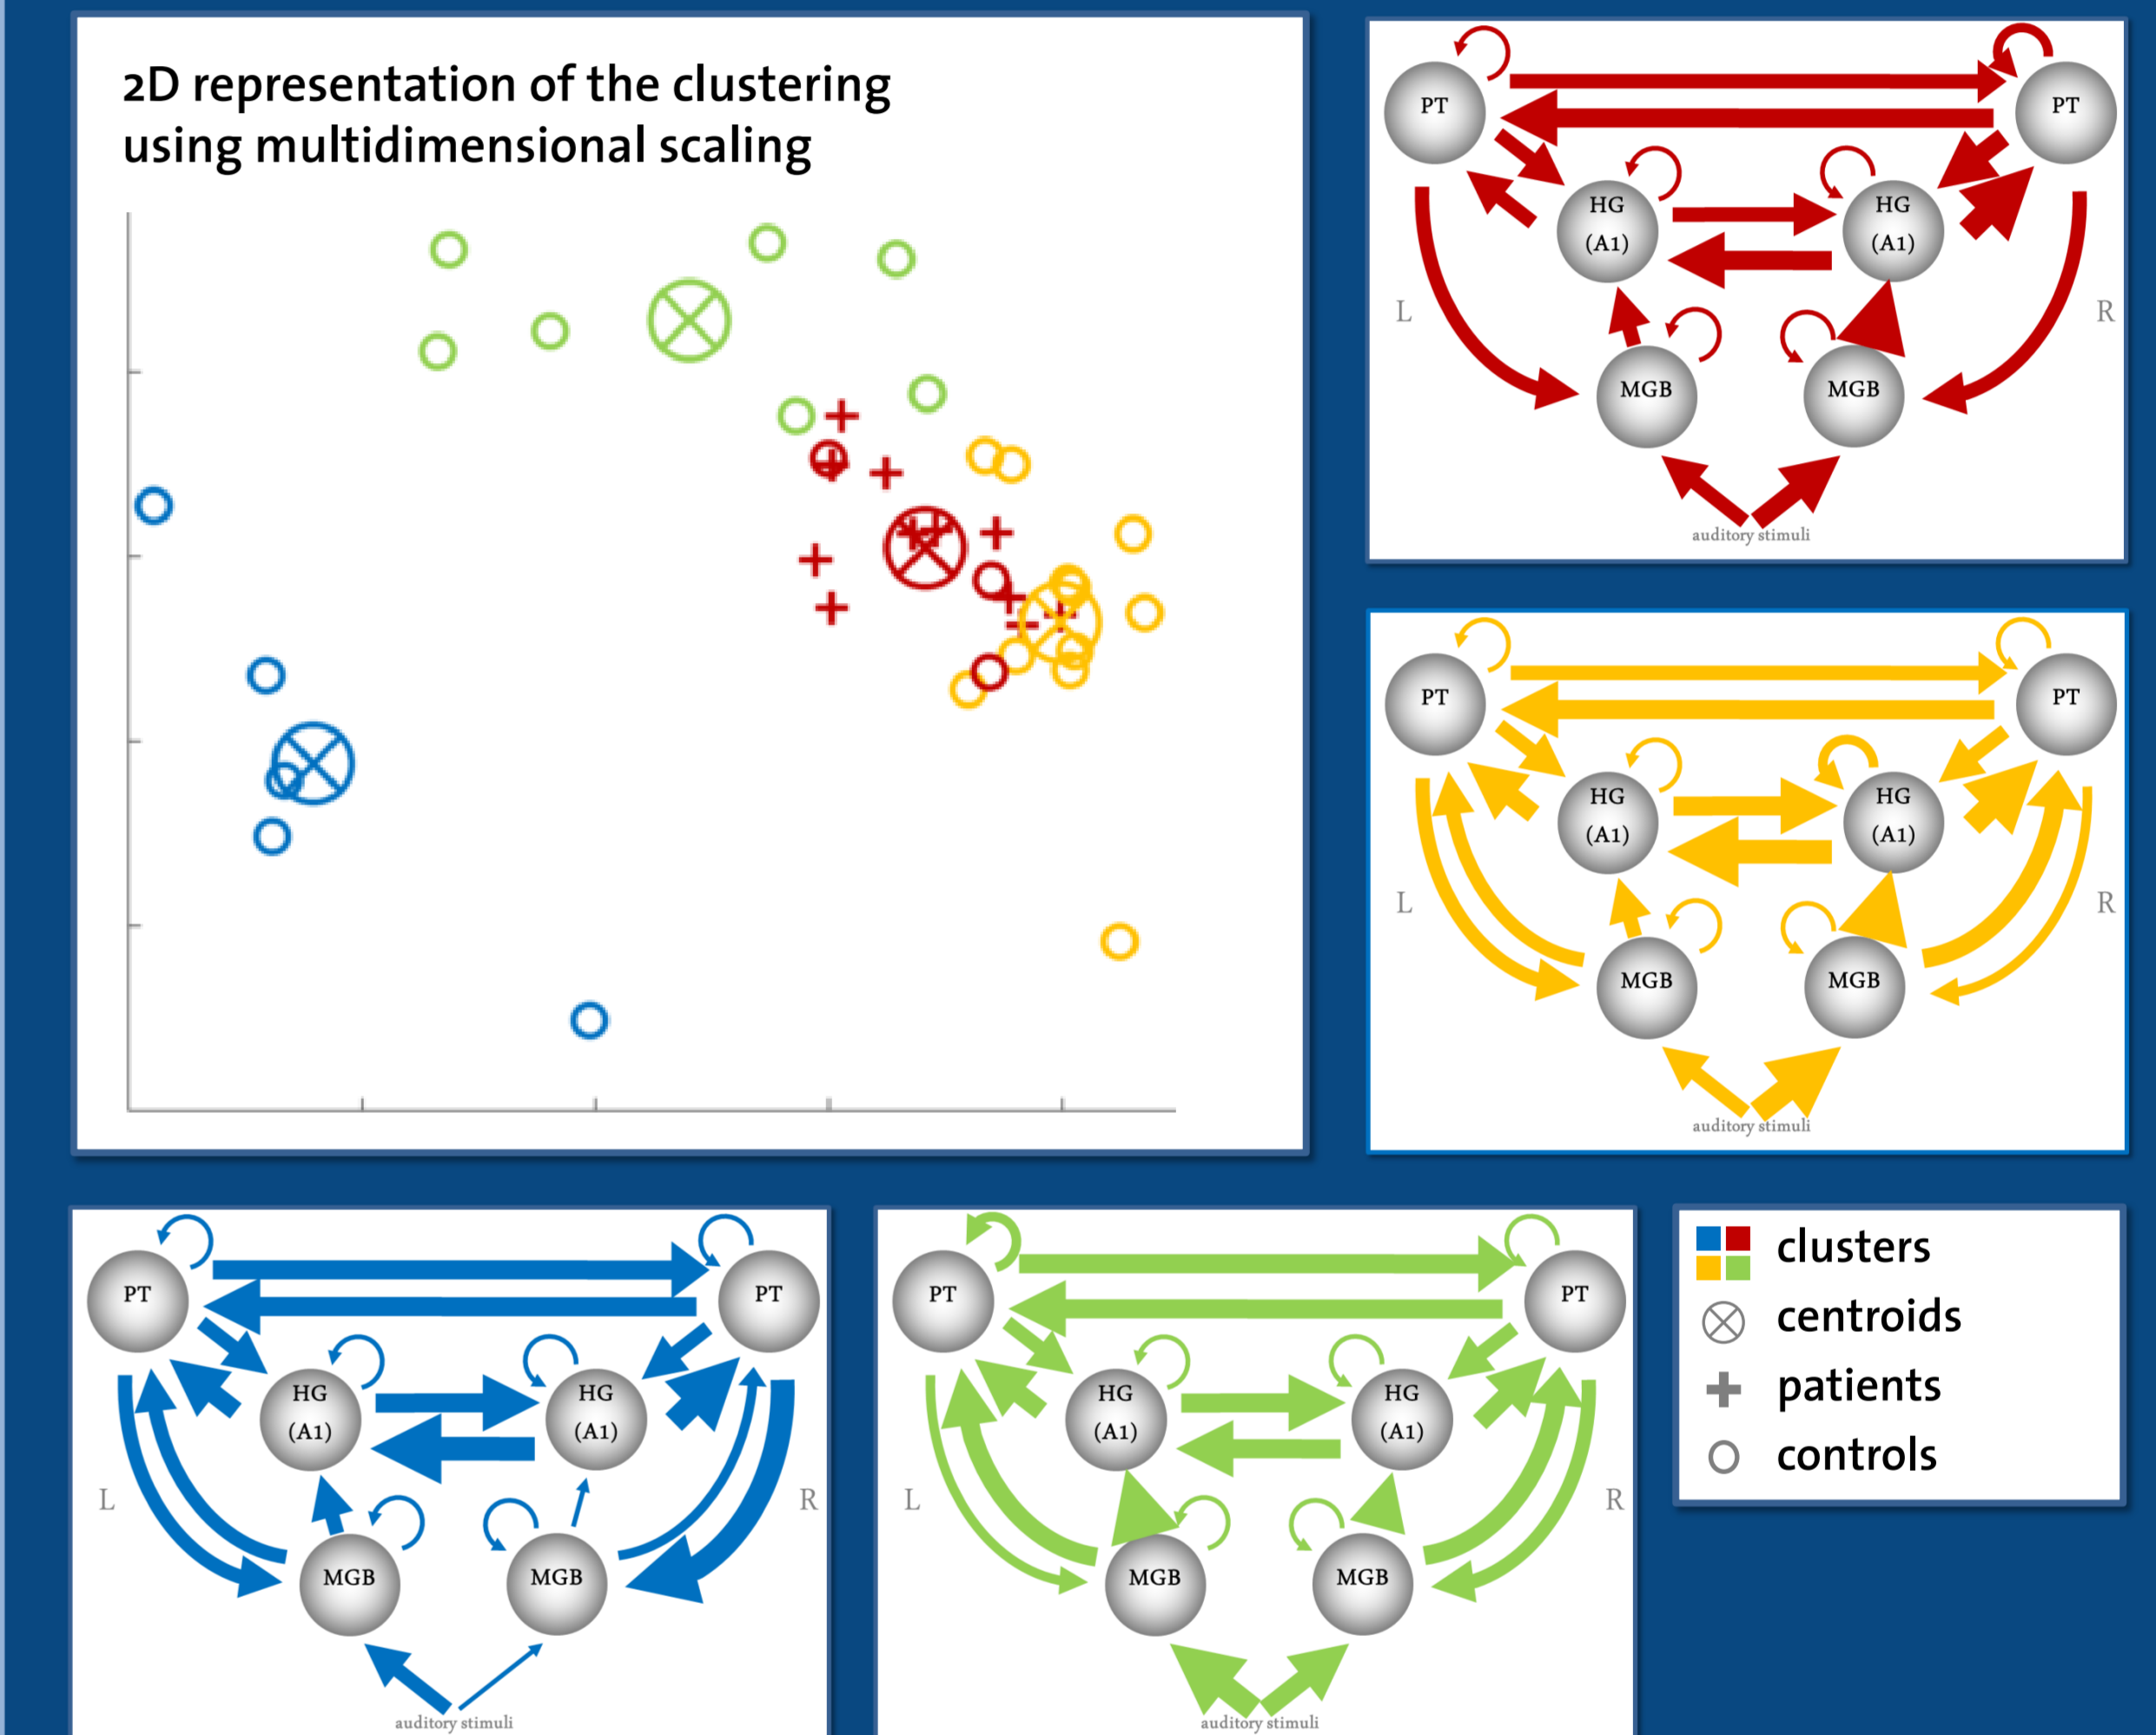 2D representation of the clustering
using multidimensional scaling
PT
PT
HG
(A1)
HG
(A1)
L
R
MGB
MGB
auditory stimuli
PT
PT
HG
(A1)
HG
(A1)
L
R
MGB
MGB
auditory stimuli
PT
PT
HG
(A1)
HG
(A1)
L
R
MGB
MGB
auditory stimuli
PT
PT
HG
(A1)
HG
(A1)
L
R
MGB
MGB
auditory stimuli
clusters
centroids
patients
controls